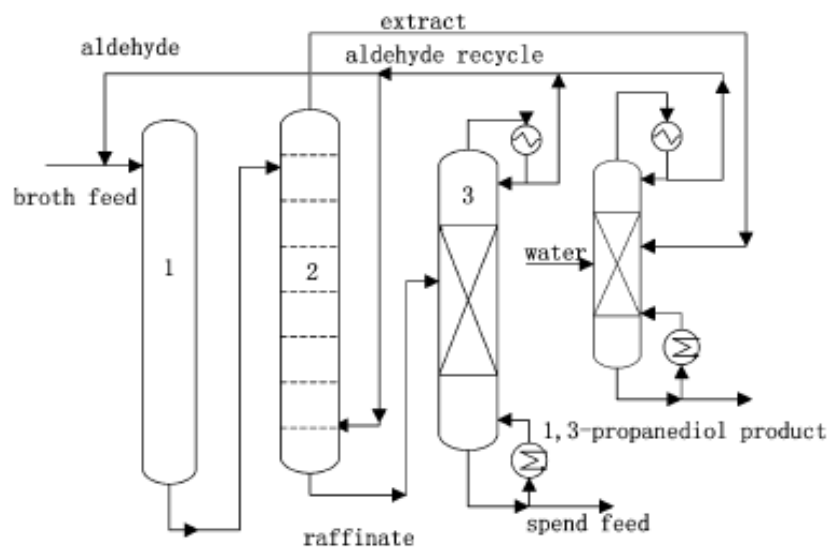 extract
aldehyde
aldehyde recycle
3
broth feed
water
1
2
1,3-propanediol product
spend feed
raffinate